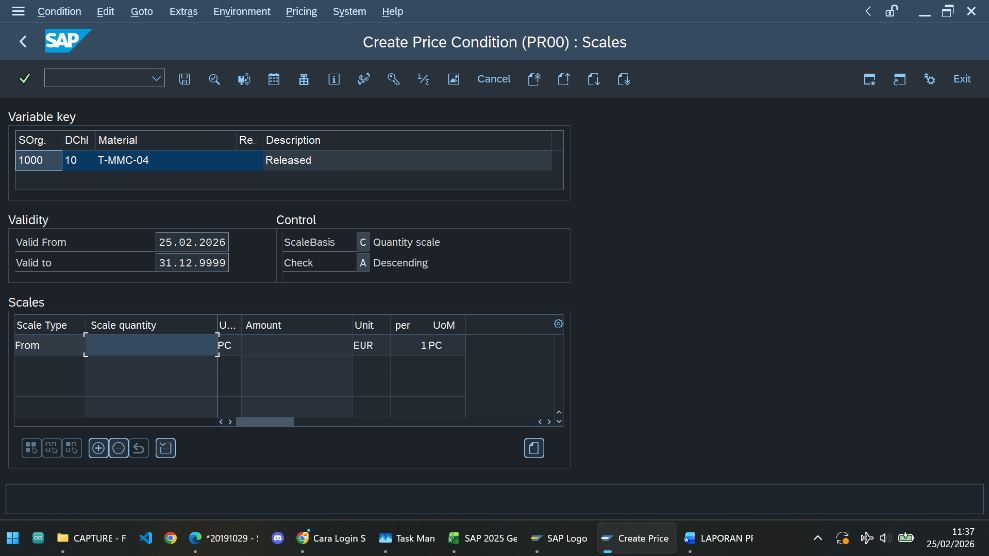 Condition Edit Goto Extras Environment Pricing System Help
SAP Create Price Condition (PR00) : Scales
Cancel Exit
Variable key
SOrg. DChl Material Re.. Description
1000 10 T-MMC-04 Released
Validity Control
Valid From 25.02.2026 ScaleBasis C Quantity scale
Valid to 31.12.9999 Check A Descending
Scales
Scale Type Scale quantity U... Amount Unit per UoM
From PC EUR 1 PC
CAPTURE - F *20191029 - S Cara Login S Task Man SAP 2025 Ge SAP Logo Create Price LAPORAN PF
11:37
25/02/2026